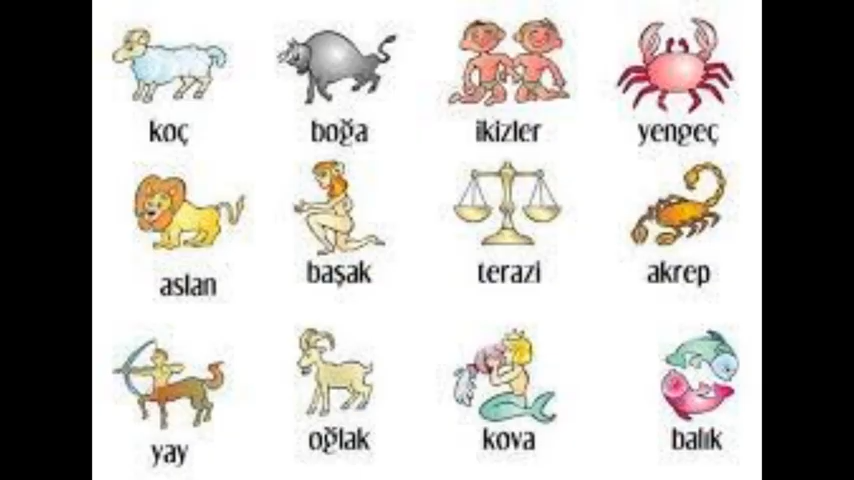 koç
boğa
ikizler
yengeç
aslan
başak
terazi
akrep
yay
oğlak
kova
balık